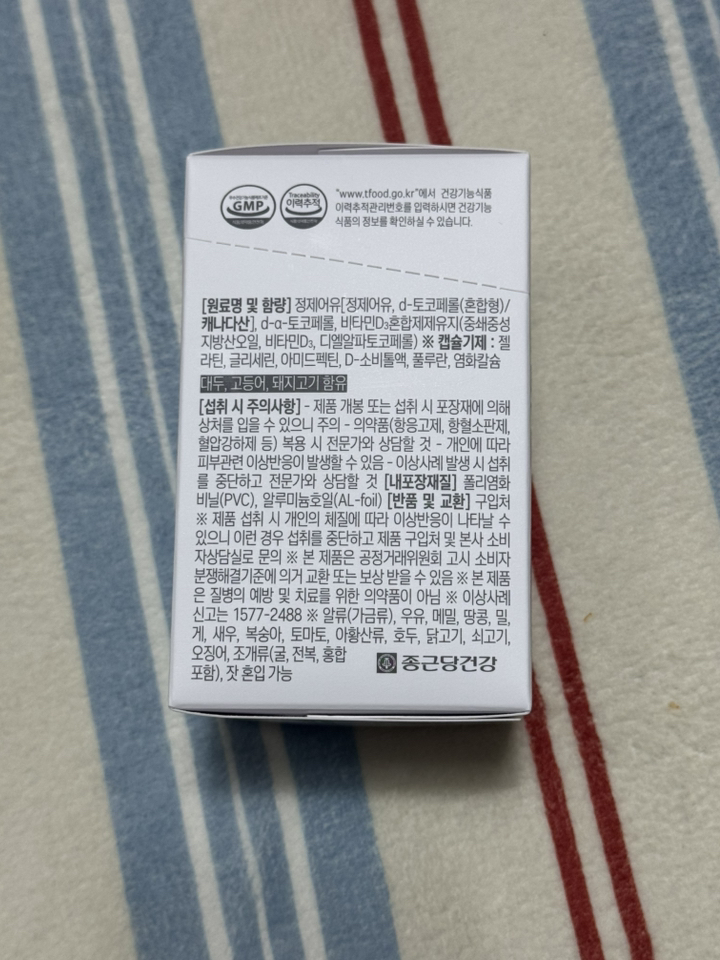 GMP
Traceability
이력추적
"www.tfood.go.kr"에서 건강기능식품
이력추적관리번호를 입력하시면 건강기능
식품의 정보를 확인하실 수 있습니다.
[원료명 및 함량] 정제어유[정제어유, d-토코페롤(혼합형)/
캐나다산], d-α-토코페롤, 비타민D₃혼합제제유지(중쇄중성
지방산오일, 비타민D₃, 디엘알파토코페롤) ※ 캡슐기제 : 젤
라틴, 글리세린, 아미드펙틴, D-소비톨액, 풀루란, 염화칼슘
대두, 고등어, 돼지고기 함유
[섭취 시 주의사항] - 제품 개봉 또는 섭취 시 포장재에 의해
상처를 입을 수 있으니 주의 - 의약품(항응고제, 항혈소판제,
혈압강하제 등) 복용 시 전문가와 상담할 것 - 개인에 따라
피부관련 이상반응이 발생할 수 있음 - 이상사례 발생 시 섭취
를 중단하고 전문가와 상담할 것 [내포장재질] 폴리염화
비닐(PVC), 알루미늄호일(AL-foil) [반품 및 교환] 구입처
※ 제품 섭취 시 개인의 체질에 따라 이상반응이 나타날 수
있으니 이런 경우 섭취를 중단하고 제품 구입처 및 본사 소비
자상담실로 문의 ※ 본 제품은 공정거래위원회 고시 소비자
분쟁해결기준에 의거 교환 또는 보상 받을 수 있음 ※ 본 제품
은 질병의 예방 및 치료를 위한 의약품이 아님 ※ 이상사례
신고는 1577-2488 ※ 알류(가금류), 우유, 메밀, 땅콩, 밀,
게, 새우, 복숭아, 토마토, 아황산류, 호두, 닭고기, 쇠고기,
오징어, 조개류(굴, 전복, 홍합
포함), 잣 혼입 가능
종근당건강